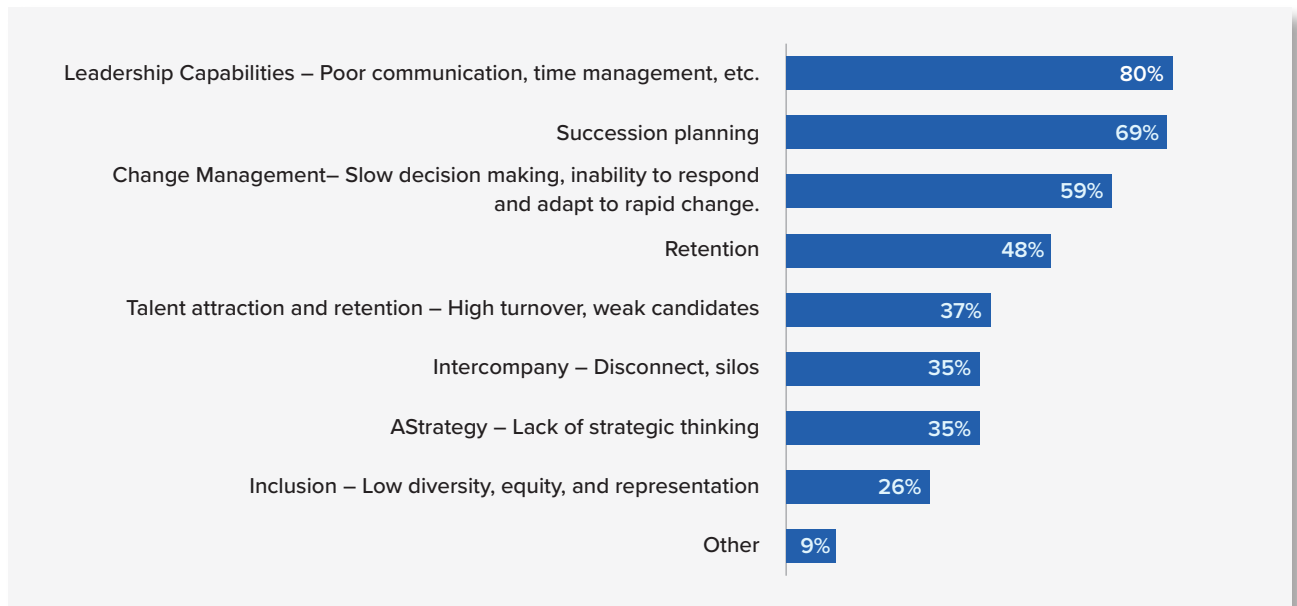 Leadership Capabilities – Poor communication, time management, etc. 80%
Succession planning 69%
Change Management– Slow decision making, inability to respond
and adapt to rapid change. 59%
Retention 48%
Talent attraction and retention – High turnover, weak candidates 37%
Intercompany – Disconnect, silos 35%
AStrategy – Lack of strategic thinking 35%
Inclusion – Low diversity, equity, and representation 26%
Other 9%